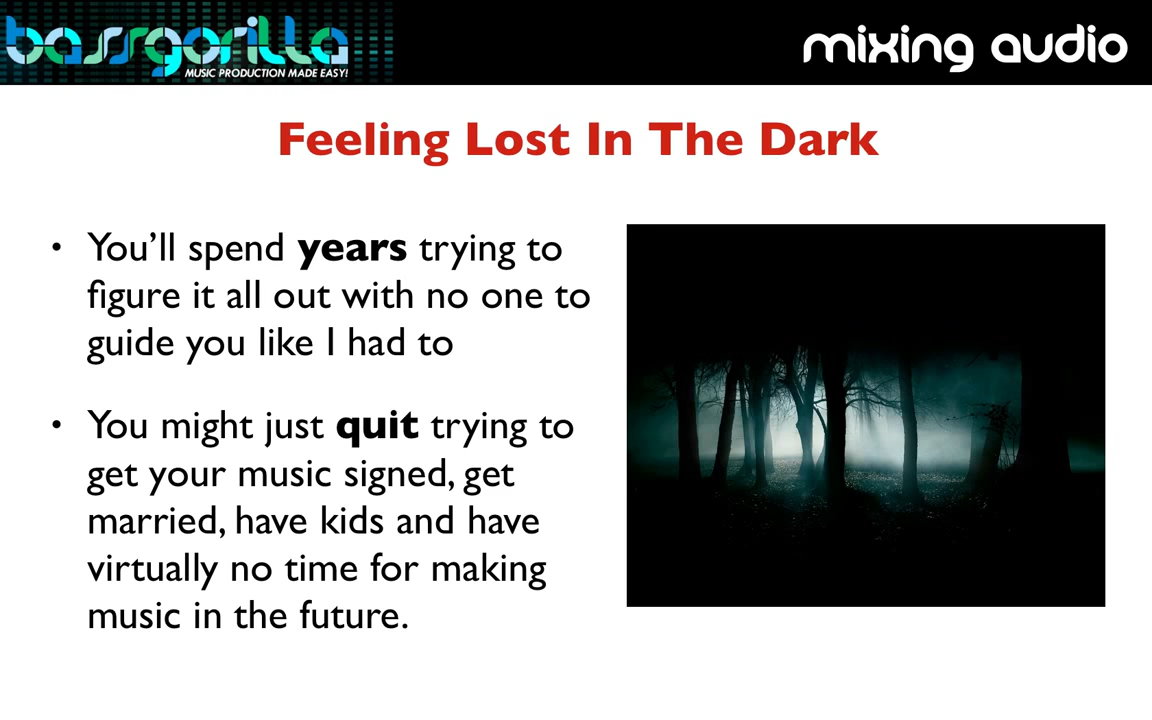 bassgorilla
MUSIC PRODUCTION MADE EASY!
mixing audio
Feeling Lost In The Dark
• You’ll spend years trying to
figure it all out with no one to
guide you like I had to
• You might just quit trying to
get your music signed, get
married, have kids and have
virtually no time for making
music in the future.